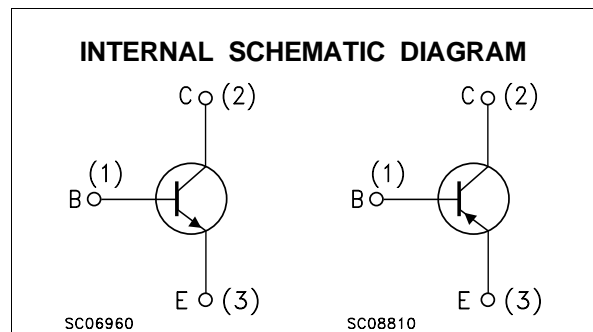 INTERNAL SCHEMATIC DIAGRAM
C (2) C (2)
(1) (1)
B B
E (3) E (3)
SC06960 SC08810